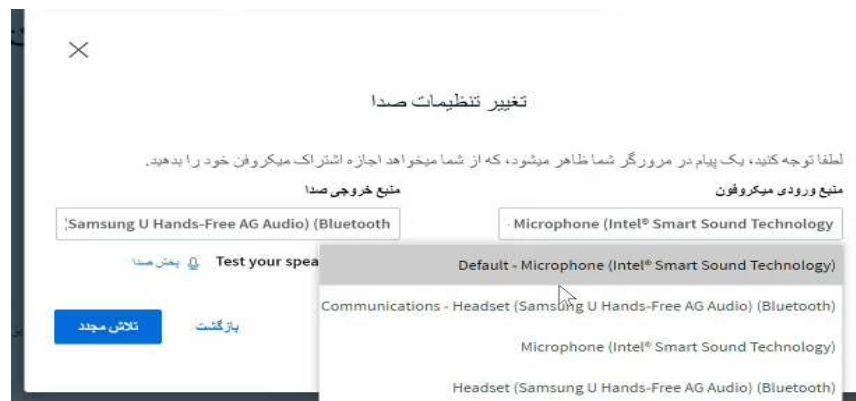 تغییر تنظیمات صدا
لطفا توجه کنید، یک پیام در مرورگر شما ظاهر میشود، که از شما میخواهد اجازه اشتراک میکروفن خود را بدهید.
منبع ورودی میکروفون
منبع خروجی صدا
Microphone (Intel® Smart Sound Technology
Samsung U Hands-Free AG Audio) (Bluetooth
Default - Microphone (Intel® Smart Sound Technology)
Test your spea
پخش صدا
Communications - Headset (Samsung U Hands-Free AG Audio) (Bluetooth)
بازگشت
تلاش مجدد
Microphone (Intel® Smart Sound Technology)
Headset (Samsung U Hands-Free AG Audio) (Bluetooth)